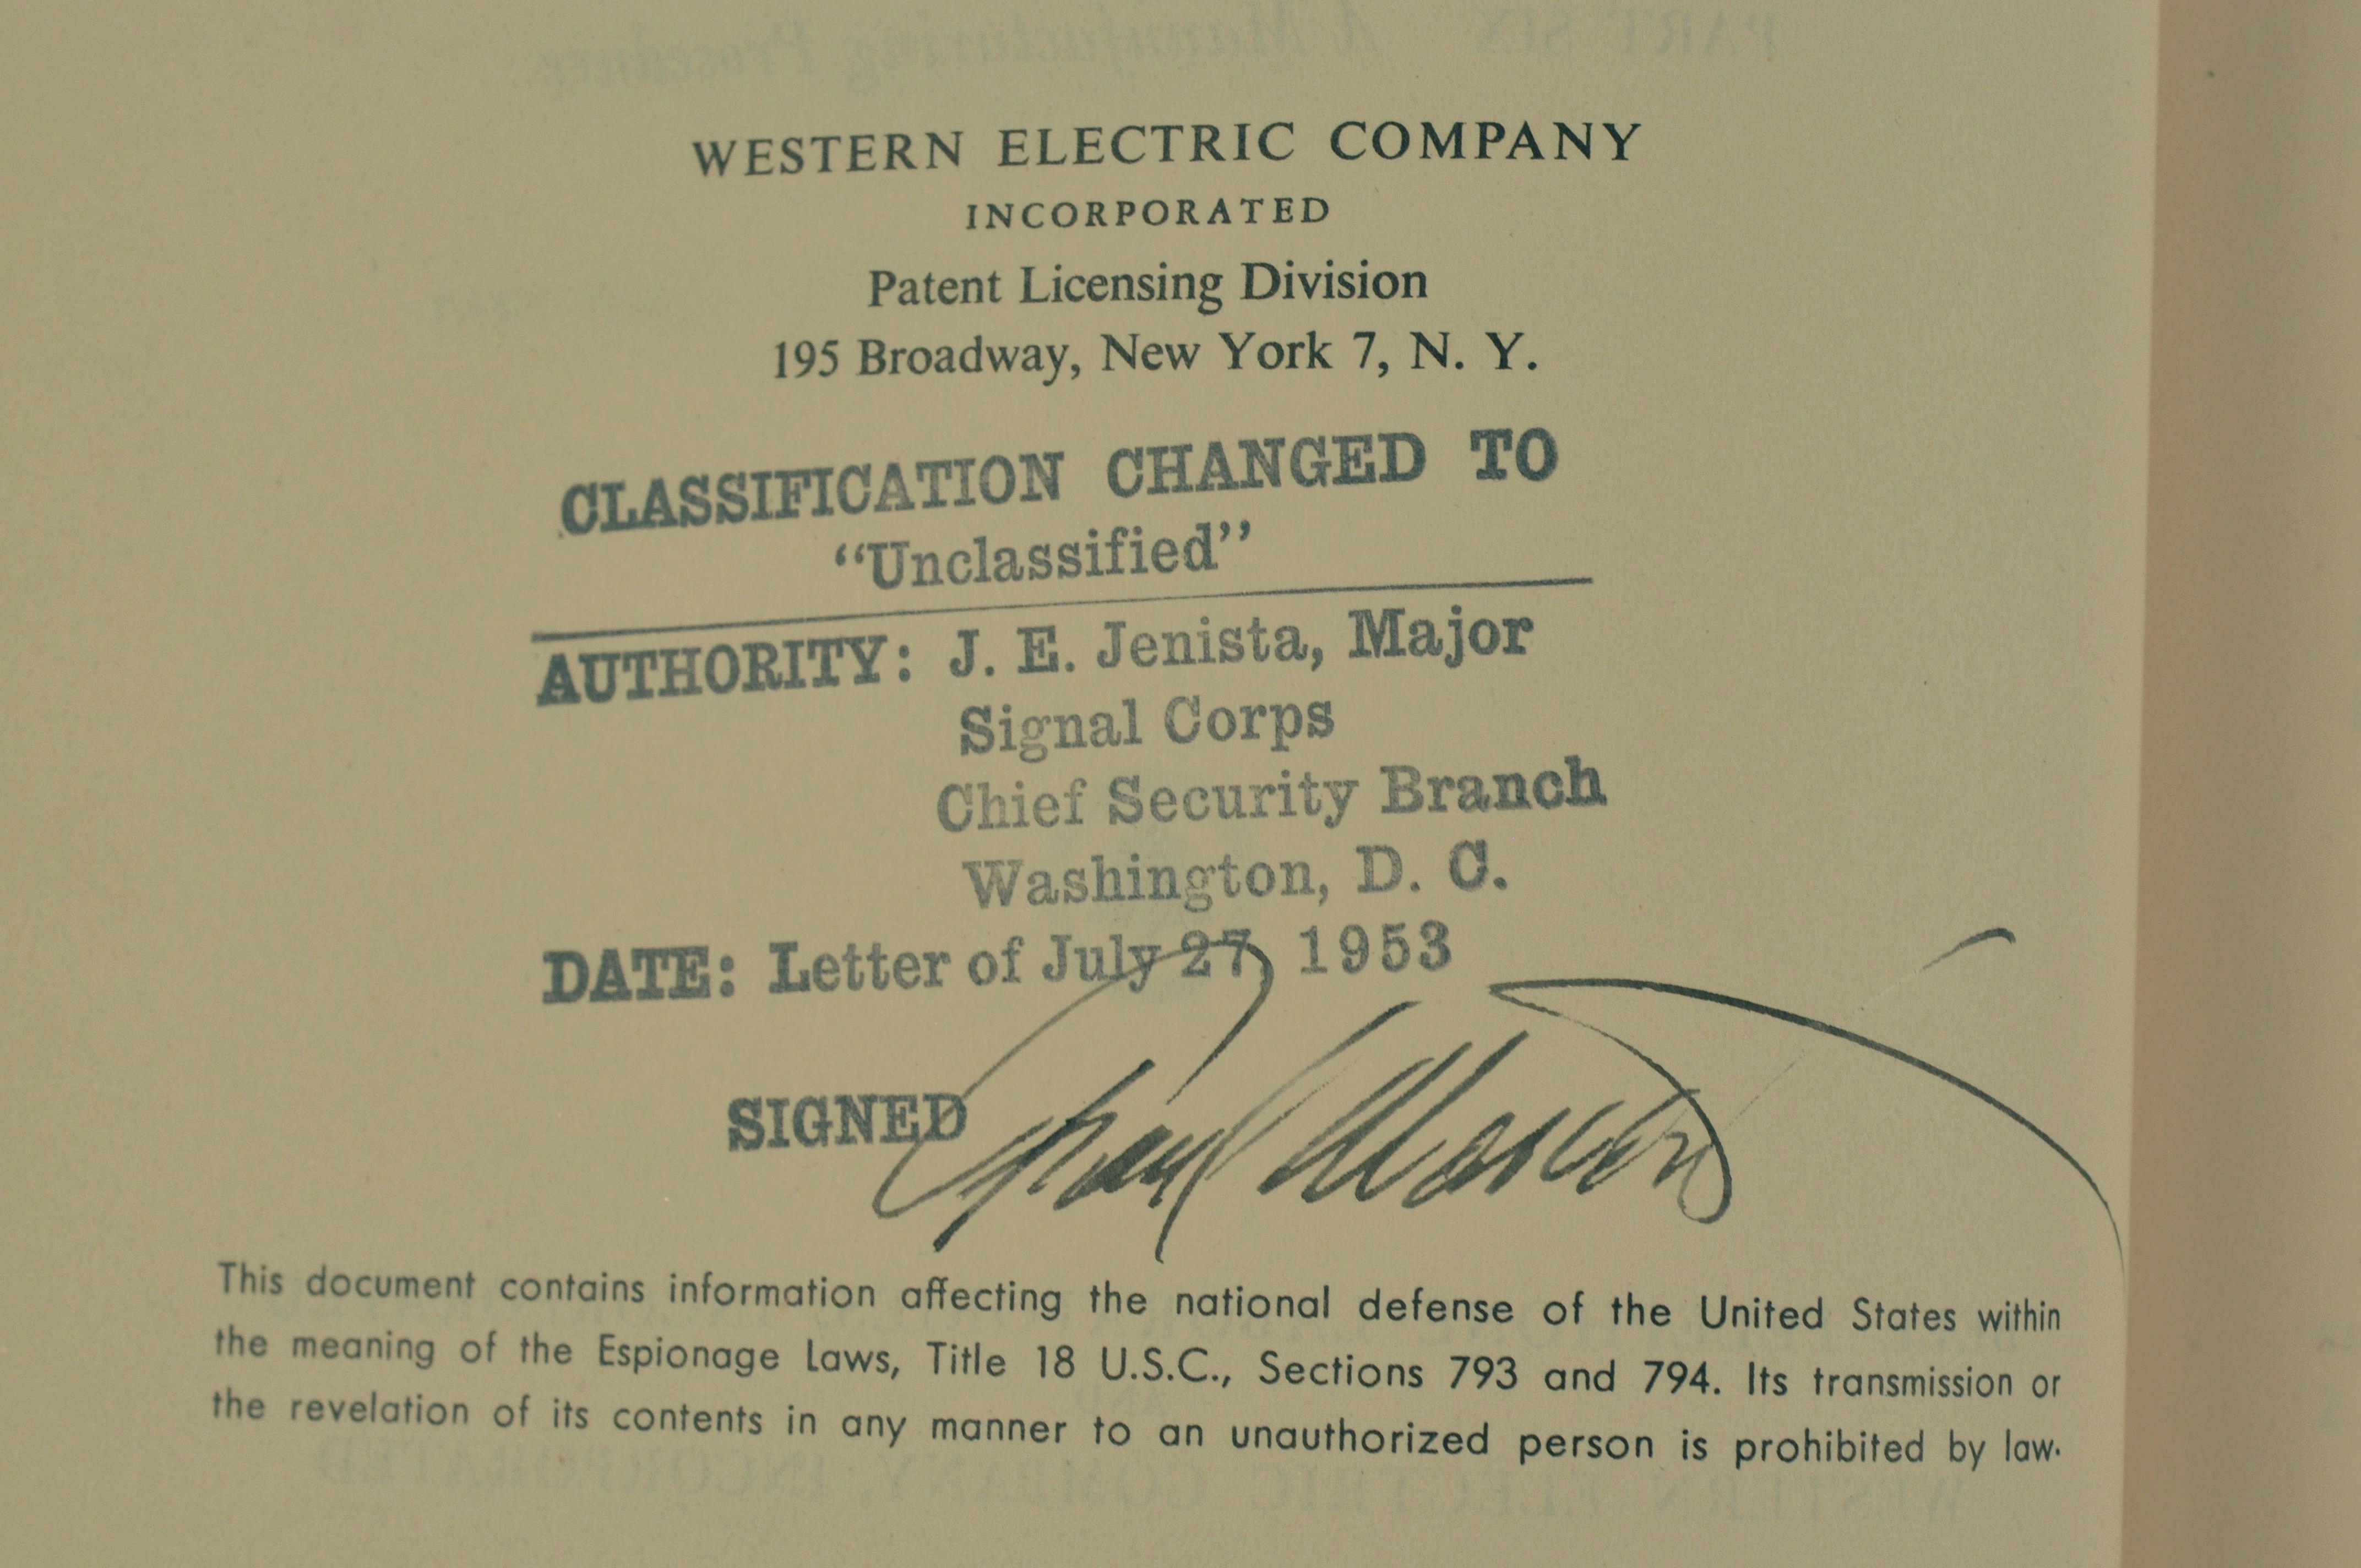 WESTERN ELECTRIC COMPANY
INCORPORATED
Patent Licensing Division
195 Broadway, New York 7, N. Y.
CLASSIFICATION CHANGED TO
“Unclassified”
AUTHORITY: J. E. Jenista, Major
Signal Corps
Chief Security Branch
Washington, D. C.
DATE: Letter of July 27, 1953
SIGNED
This document contains information affecting the national defense of the United States within
the meaning of the Espionage Laws, Title 18 U.S.C., Sections 793 and 794. Its transmission or
the revelation of its contents in any manner to an unauthorized person is prohibited by law.